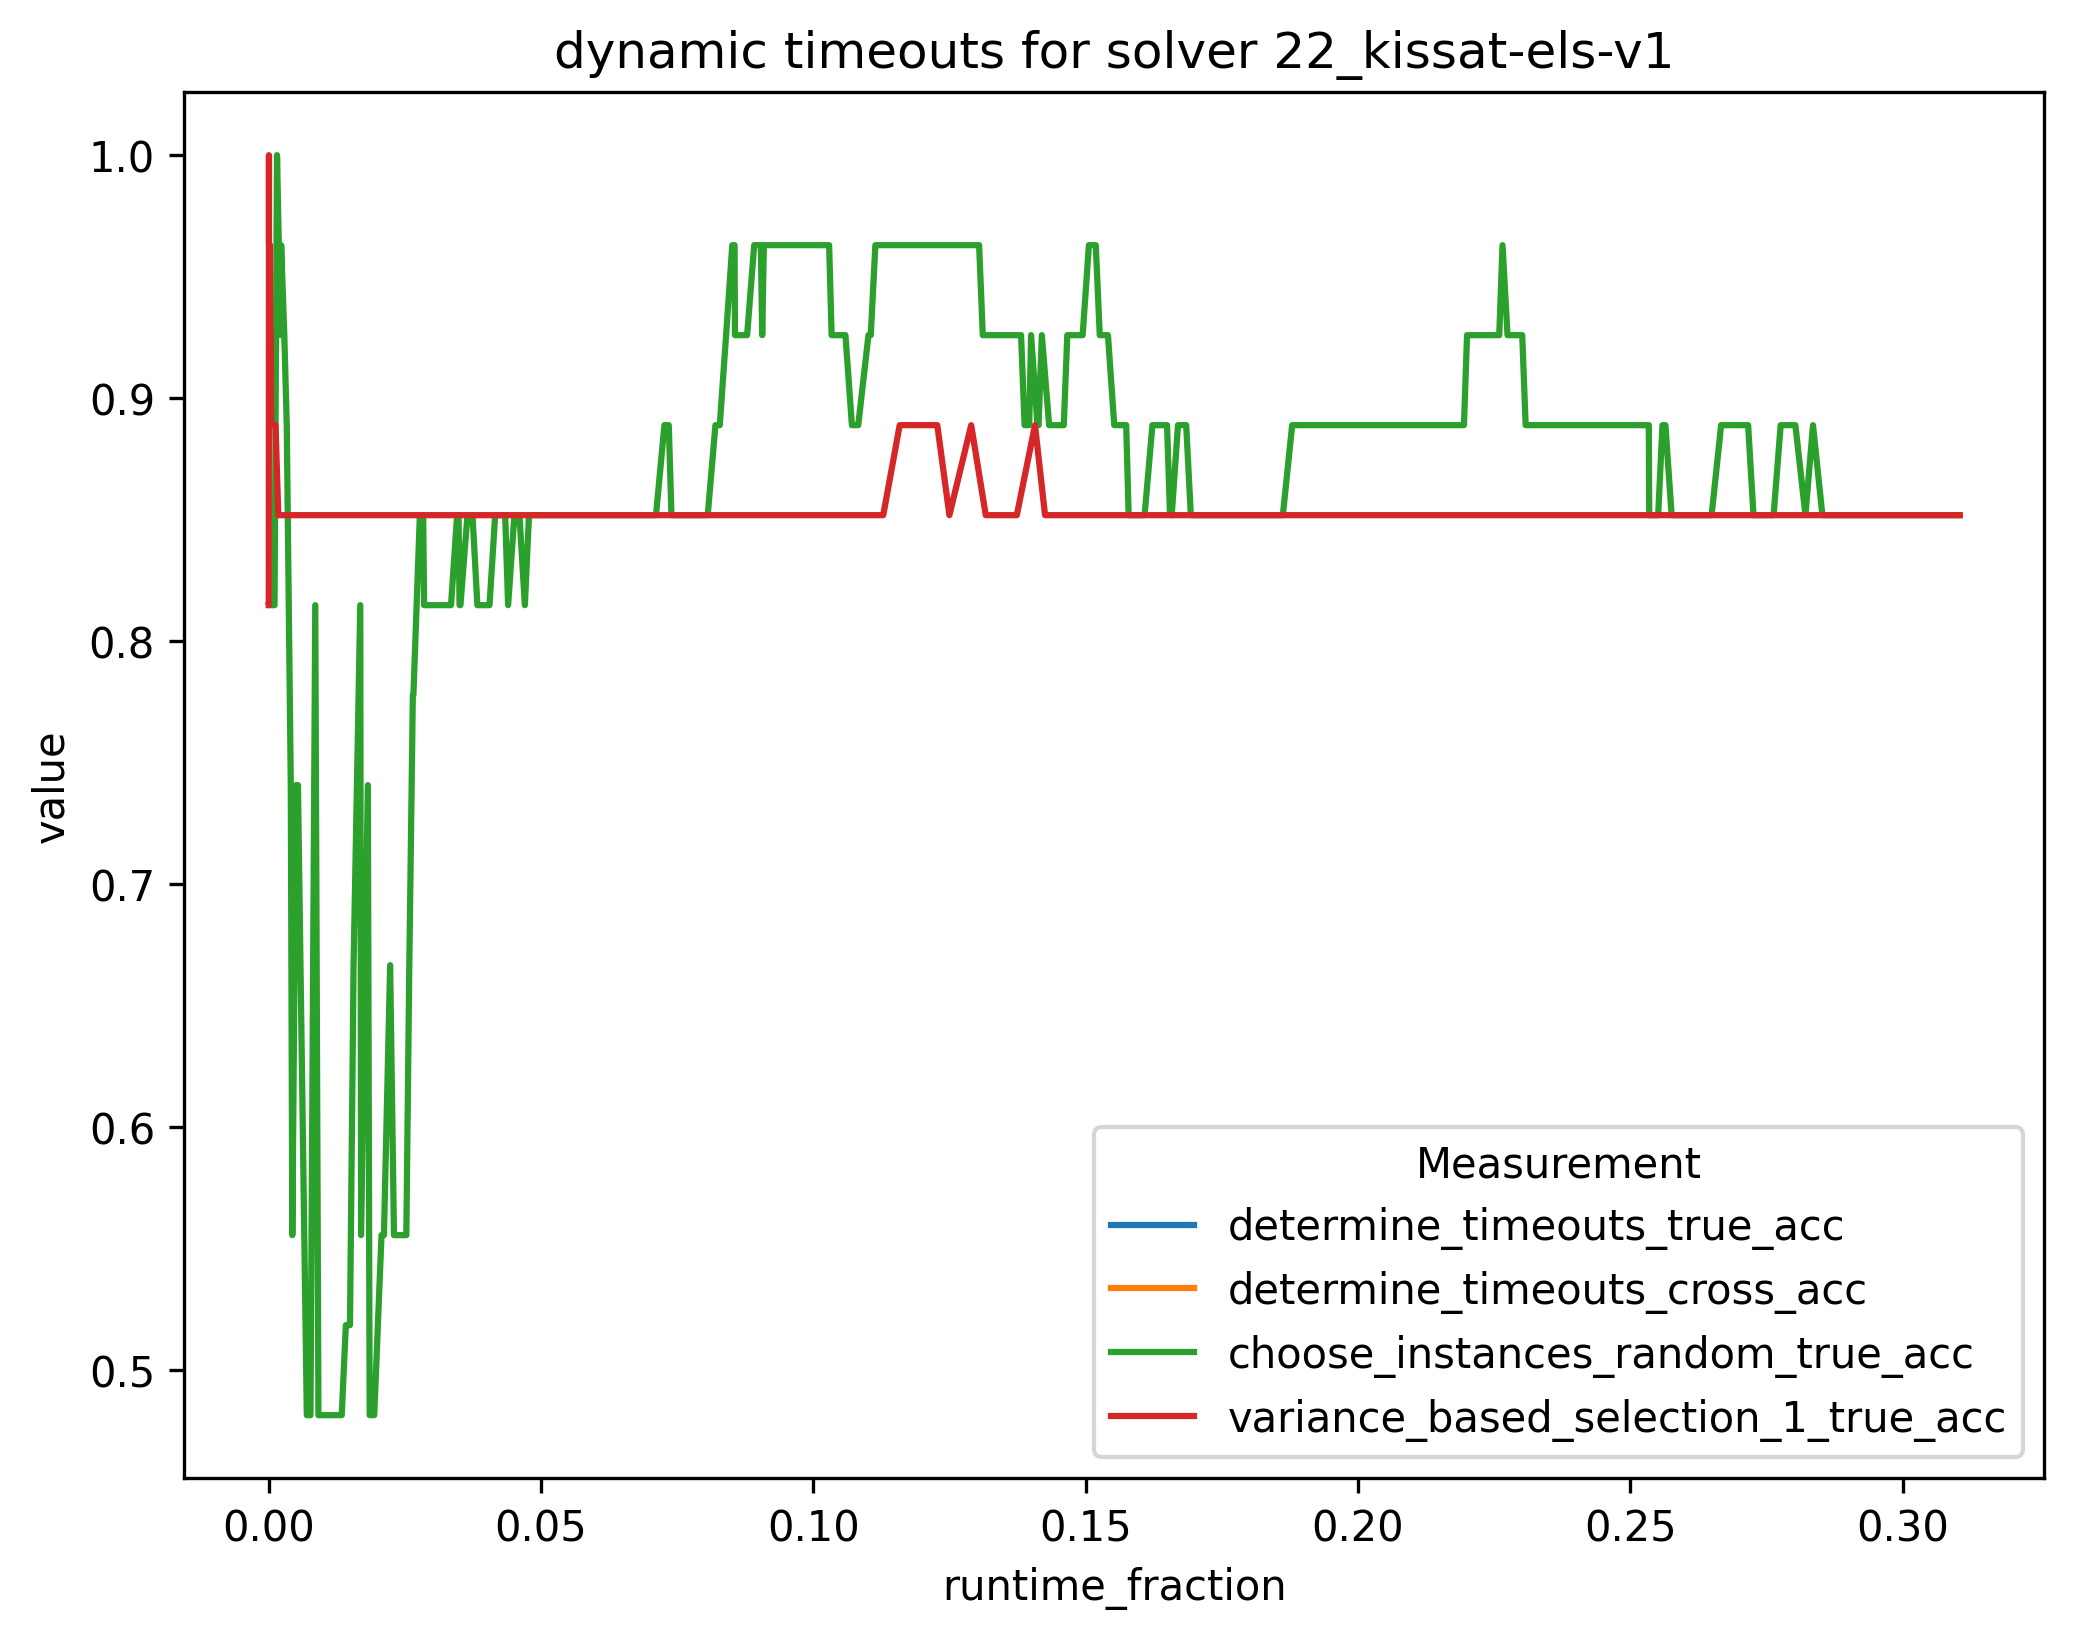 dynamic timeouts for solver 22_kissat-els-v1
1.0
0.9
0.8
0.7
0.6
0.5
value
0.00 0.05 0.10 0.15 0.20 0.25 0.30
runtime_fraction
Measurement
determine_timeouts_true_acc
determine_timeouts_cross_acc
choose_instances_random_true_acc
variance_based_selection_1_true_acc